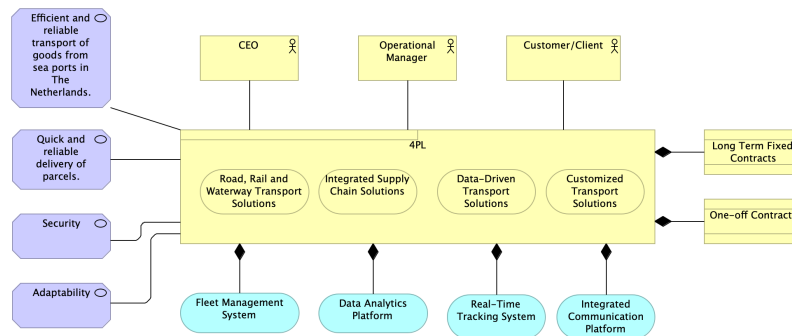 Efficient and
reliable
transport of
goods from
sea ports in
The
Netherlands.
CEO
Operational
Manager
Customer/Client
4PL
Quick and
reliable
delivery of
parcels.
Road, Rail and
Waterway Transport
Solutions
Integrated Supply
Chain Solutions
Data-Driven
Transport
Solutions
Customized
Transport
Solutions
Long Term Fixed
Contracts
Security
One-off Contract
Adaptability
Fleet Management
System
Data Analytics
Platform
Real-Time
Tracking System
Integrated
Communication
Platform